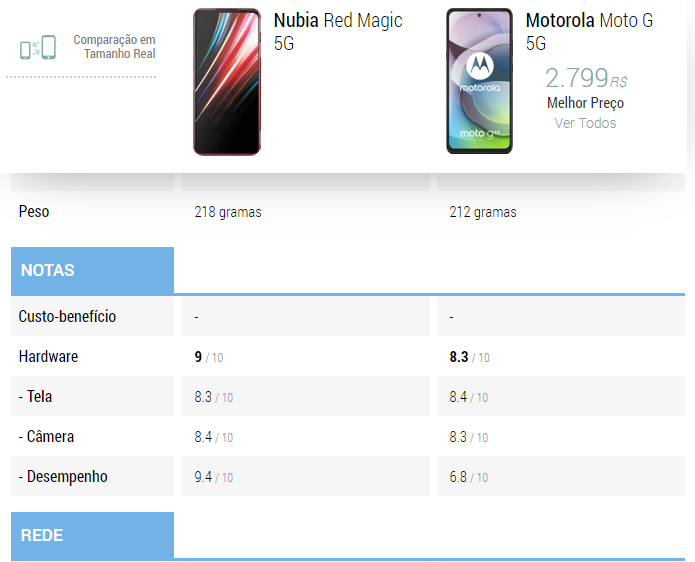 Comparação em
Tamanho Real
Nubia Red Magic
5G
motorola
moto g 5G
Motorola Moto G
5G
2.799R$
Melhor Preço
Ver Todos
Peso 218 gramas 212 gramas
NOTAS
Custo-benefício - -
Hardware 9 / 10 8.3 / 10
- Tela 8.3 / 10 8.4 / 10
- Câmera 8.4 / 10 8.3 / 10
- Desempenho 9.4 / 10 6.8 / 10
REDE